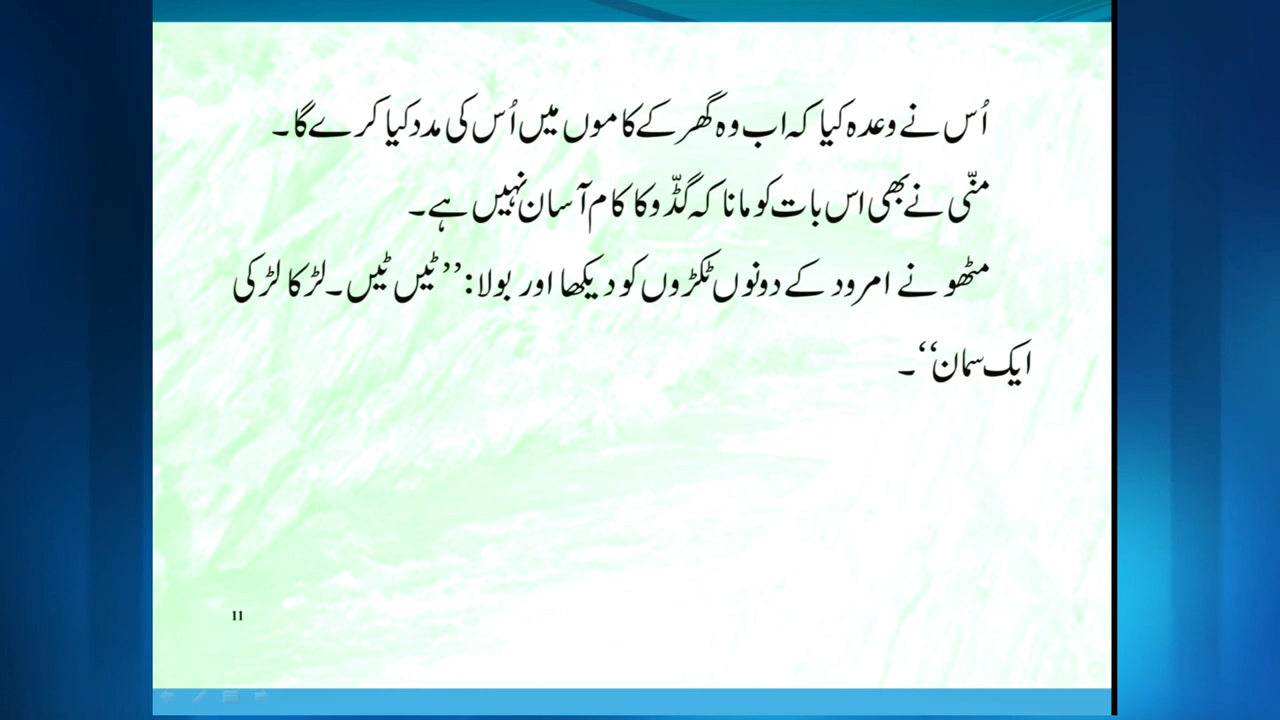 اُس نے وعدہ کیا کہ اب وہ گھر کے کاموں میں اُس کی مدد کیا کرے گا۔
منّی نے بھی اس بات کو مانا کہ گڈّو کا کام آسان نہیں ہے۔
مٹھو نے امرود کے دونوں ٹکڑوں کو دیکھا اور بولا: ’’ٹیں ٹیں۔ لڑکا لڑکی
ایک سمان‘‘۔
11